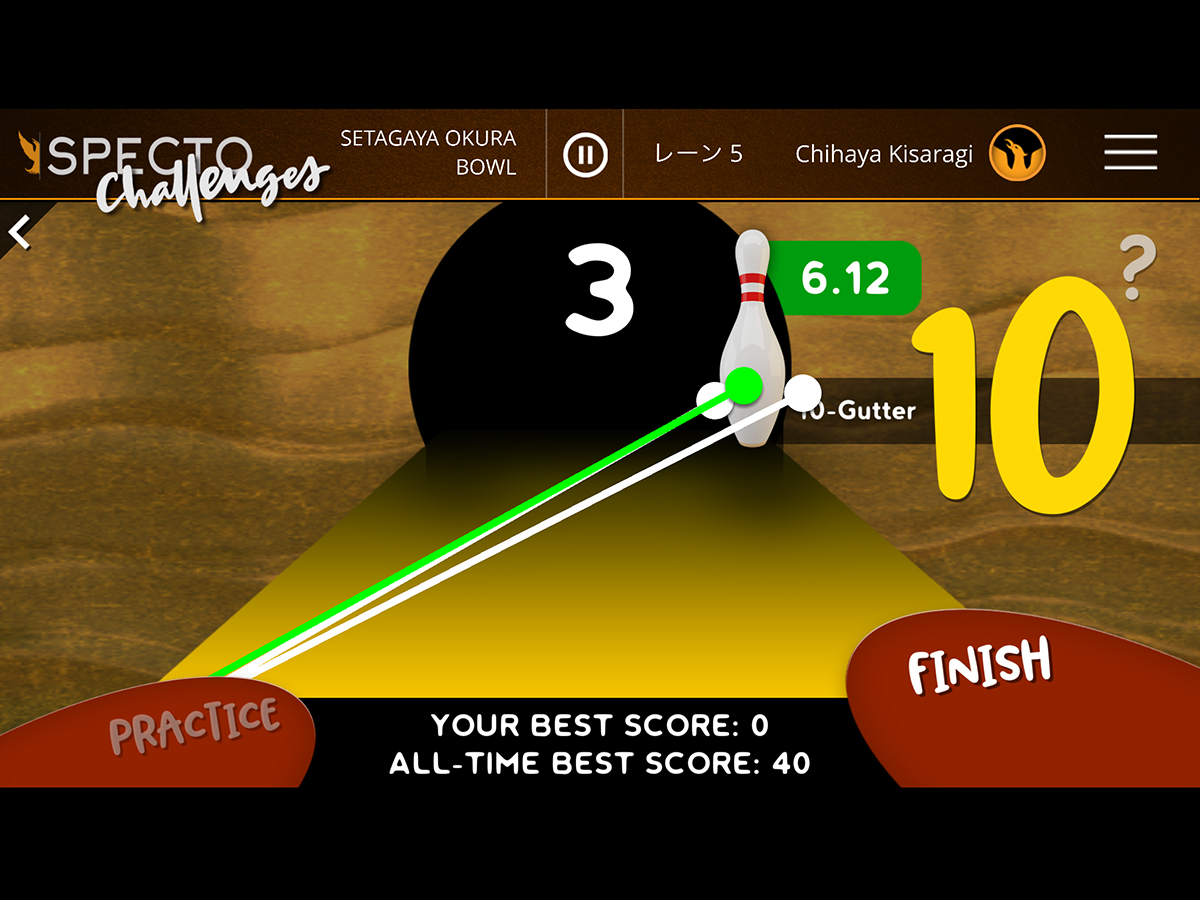 SPECTO
Challenges
SETAGAYA OKURA
BOWL
レーン 5
Chihaya Kisaragi
3
6.12
?
10
10-Gutter
PRACTICE
FINISH
YOUR BEST SCORE: 0
ALL-TIME BEST SCORE: 40